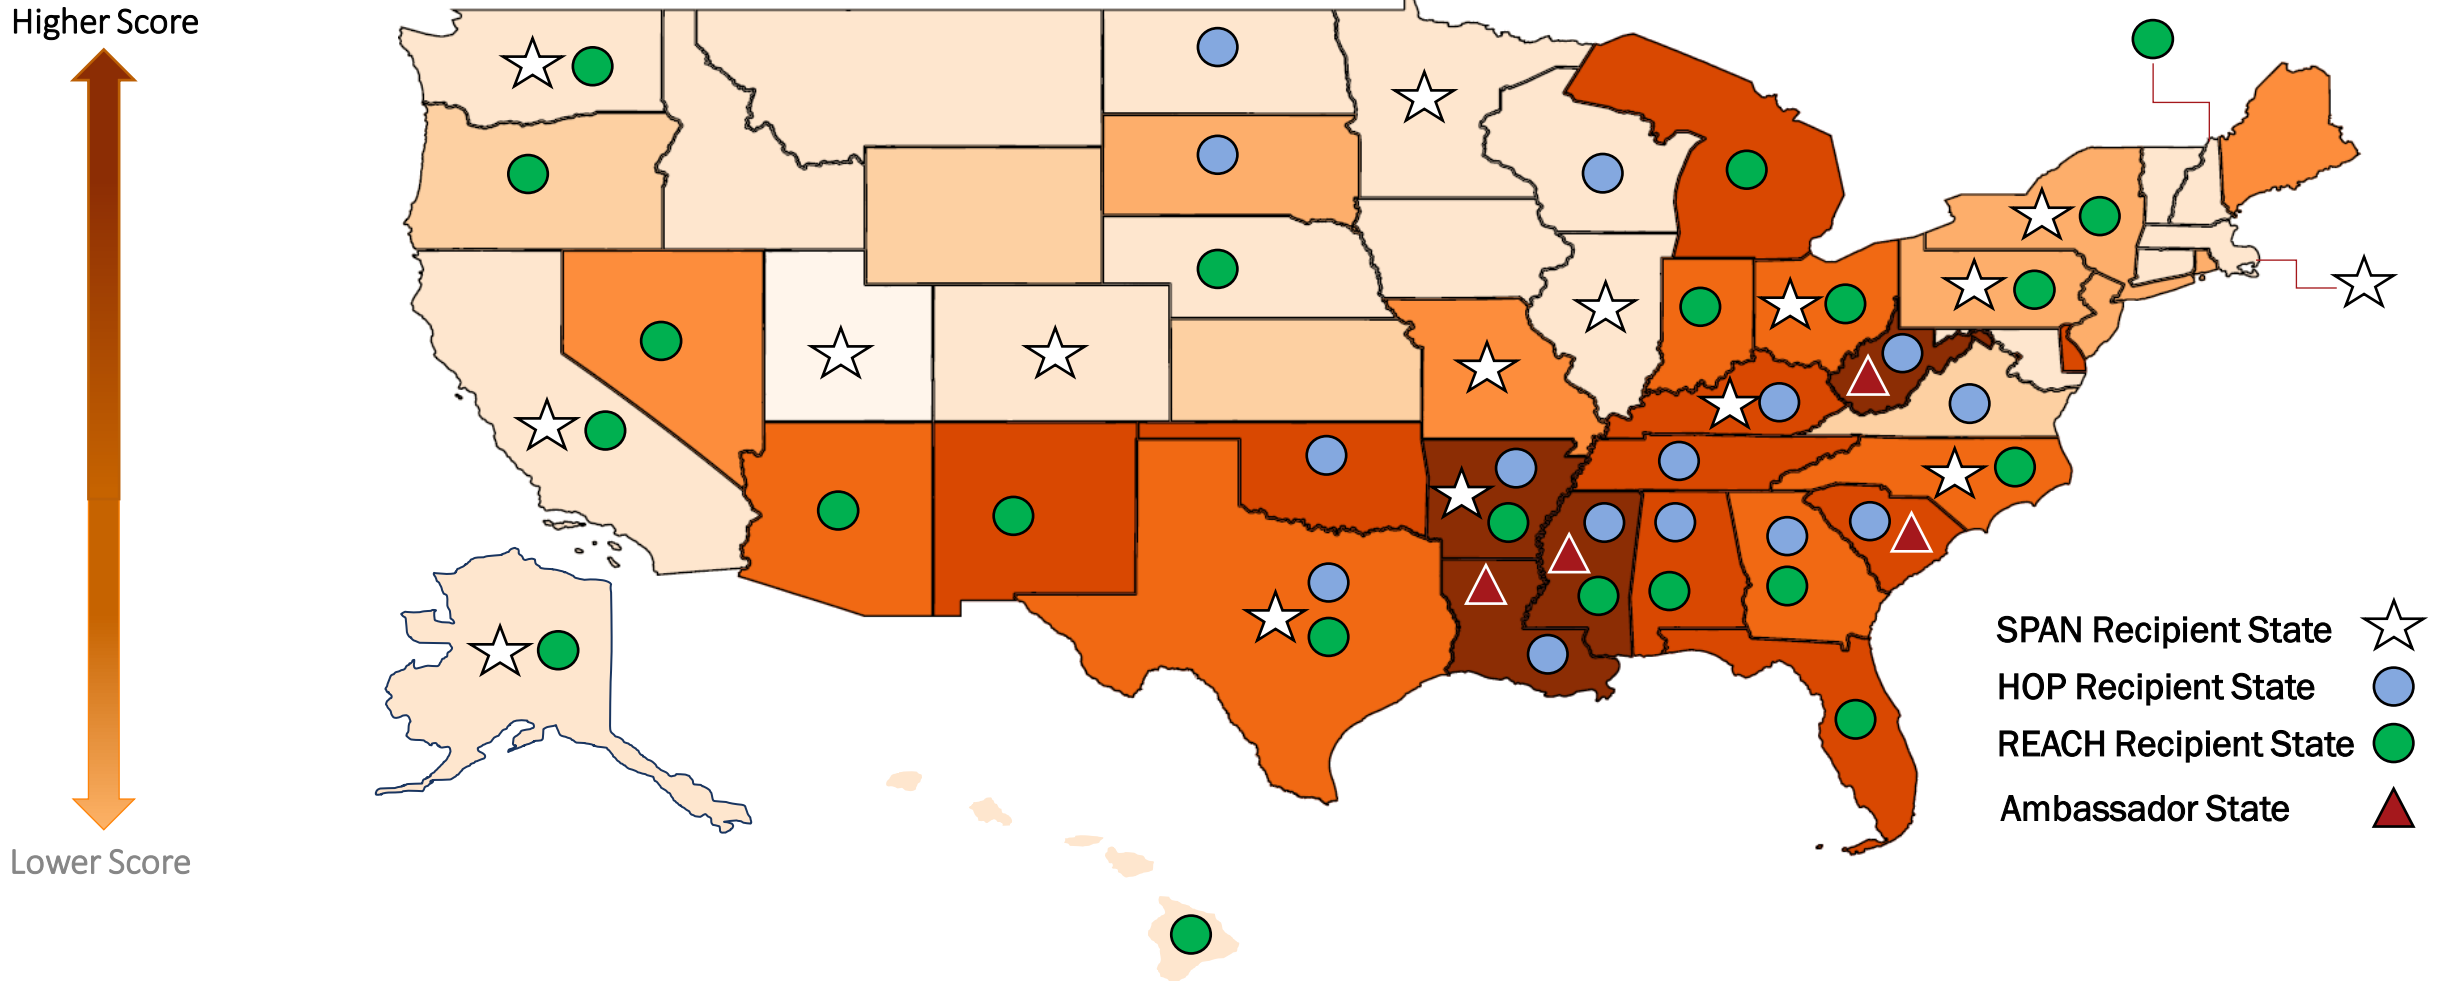 Higher Score
Lower Score
SPAN Recipient State
HOP Recipient State
REACH Recipient State
Ambassador State